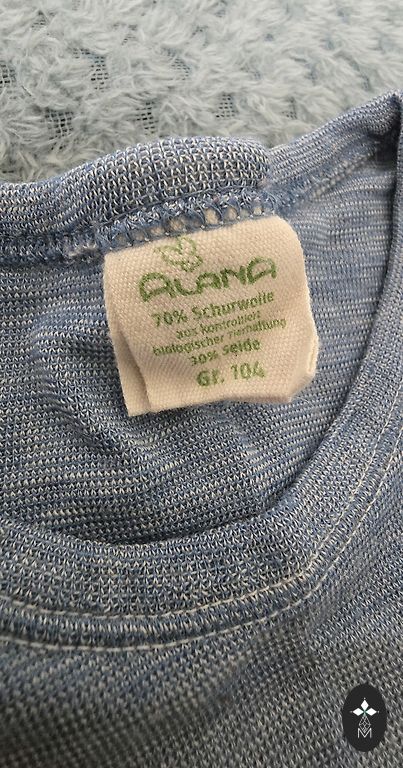 ALANA
70% Schurwolle
aus kontrolliert
biologischer Tierhaltung
30% Seide
Gr. 104